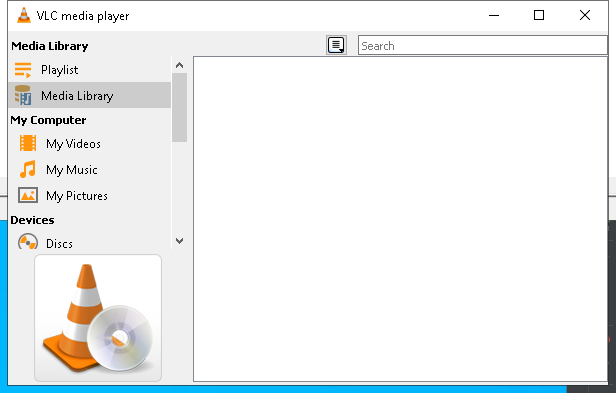 VLC media player
Media Library
Search
Playlist
Media Library
My Computer
My Videos
My Music
My Pictures
Devices
Discs